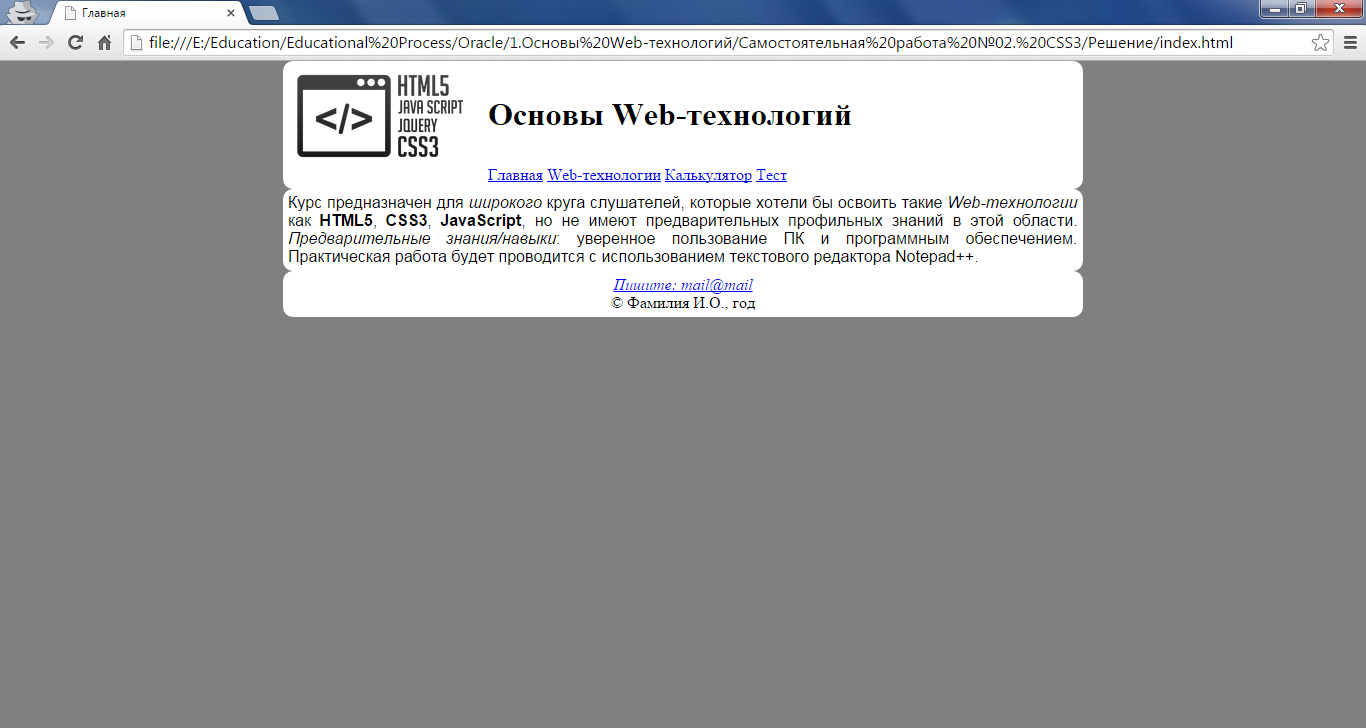 Главная
file:///E:/Education/Educational%20Process/Oracle/1.Основы%20Web-технологий/Самостоятельная%20работа%20№02.%20CSS3/Решение/index.html
</>
HTML5
JAVA SCRIPT
JQUERY
CSS3
Основы Web-технологий
Главная Web-технологии Калькулятор Тест
Курс предназначен для широкого круга слушателей, которые хотели бы освоить такие Web-технологии
как HTML5, CSS3, JavaScript, но не имеют предварительных профильных знаний в этой области.
Предварительные знания/навыки: уверенное пользование ПК и программным обеспечением.
Практическая работа будет проводится с использованием текстового редактора Notepad++.
Пишите: mail@mail
© Фамилия И.О., год